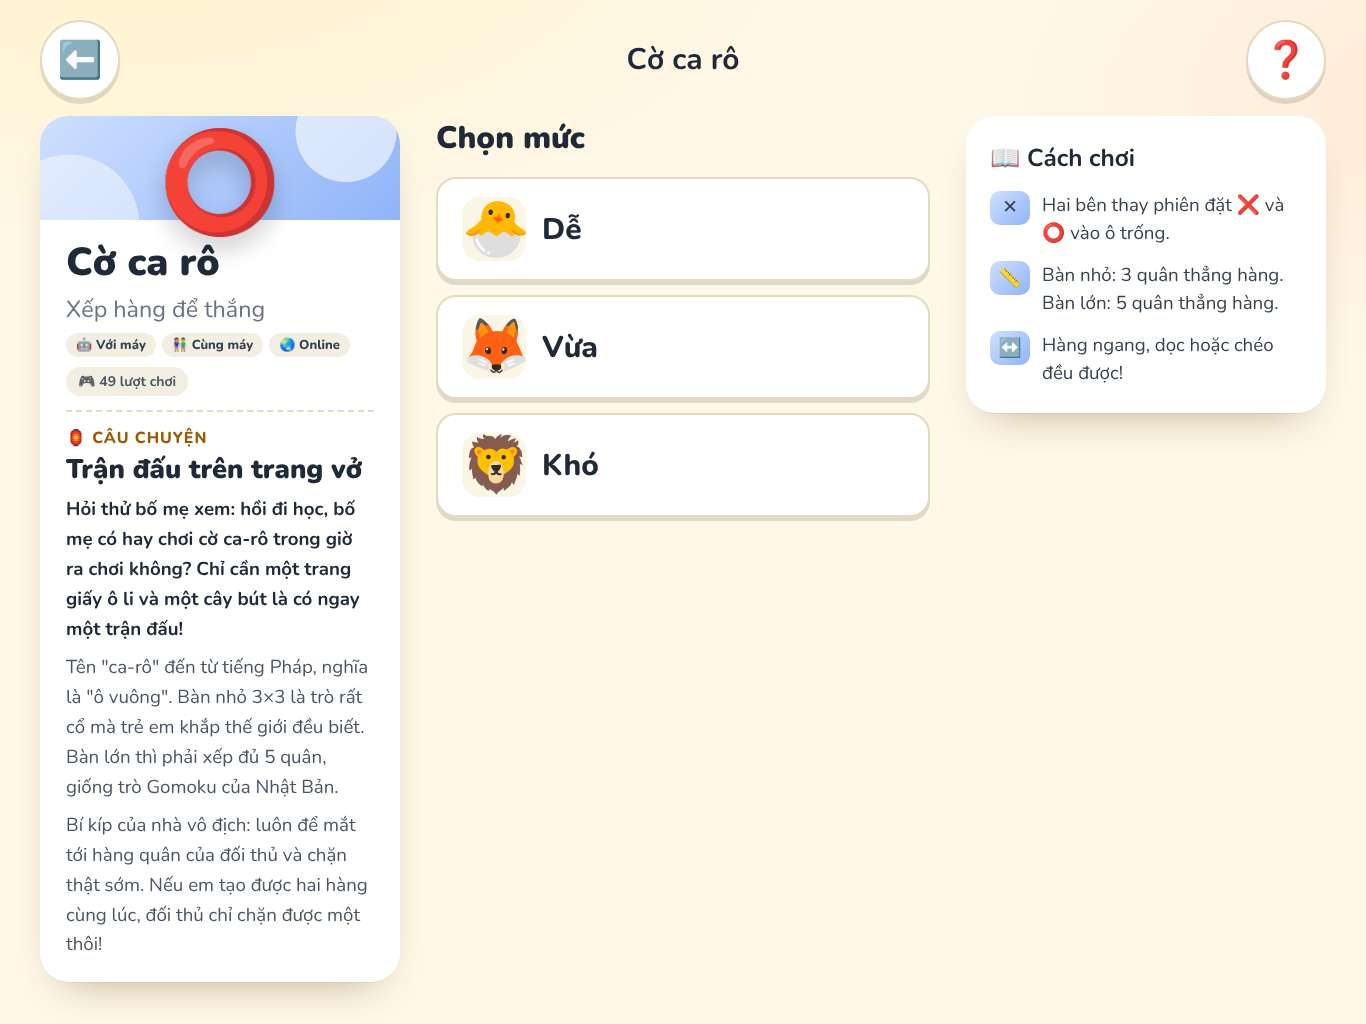 Cờ ca rô
Cờ ca rô
Xếp hàng để thắng
Với máy
Cùng máy
Online
49 lượt chơi
CÂU CHUYỆN
Trận đấu trên trang vở
Hỏi thử bố mẹ xem: hồi đi học, bố
mẹ có hay chơi cờ ca-rô trong giờ
ra chơi không? Chỉ cần một trang
giấy ô li và một cây bút là có ngay
một trận đấu!
Tên "ca-rô" đến từ tiếng Pháp, nghĩa
là "ô vuông". Bàn nhỏ 3×3 là trò rất
cổ mà trẻ em khắp thế giới đều biết.
Bàn lớn thì phải xếp đủ 5 quân,
giống trò Gomoku của Nhật Bản.
Bí kíp của nhà vô địch: luôn để mắt
tới hàng quân của đối thủ và chặn
thật sớm. Nếu em tạo được hai hàng
cùng lúc, đối thủ chỉ chặn được một
thôi!
Chọn mức
Dễ
Vừa
Khó
Cách chơi
Hai bên thay phiên đặt ❌ và
⭕ vào ô trống.
Bàn nhỏ: 3 quân thẳng hàng.
Bàn lớn: 5 quân thẳng hàng.
Hàng ngang, dọc hoặc chéo
đều được!